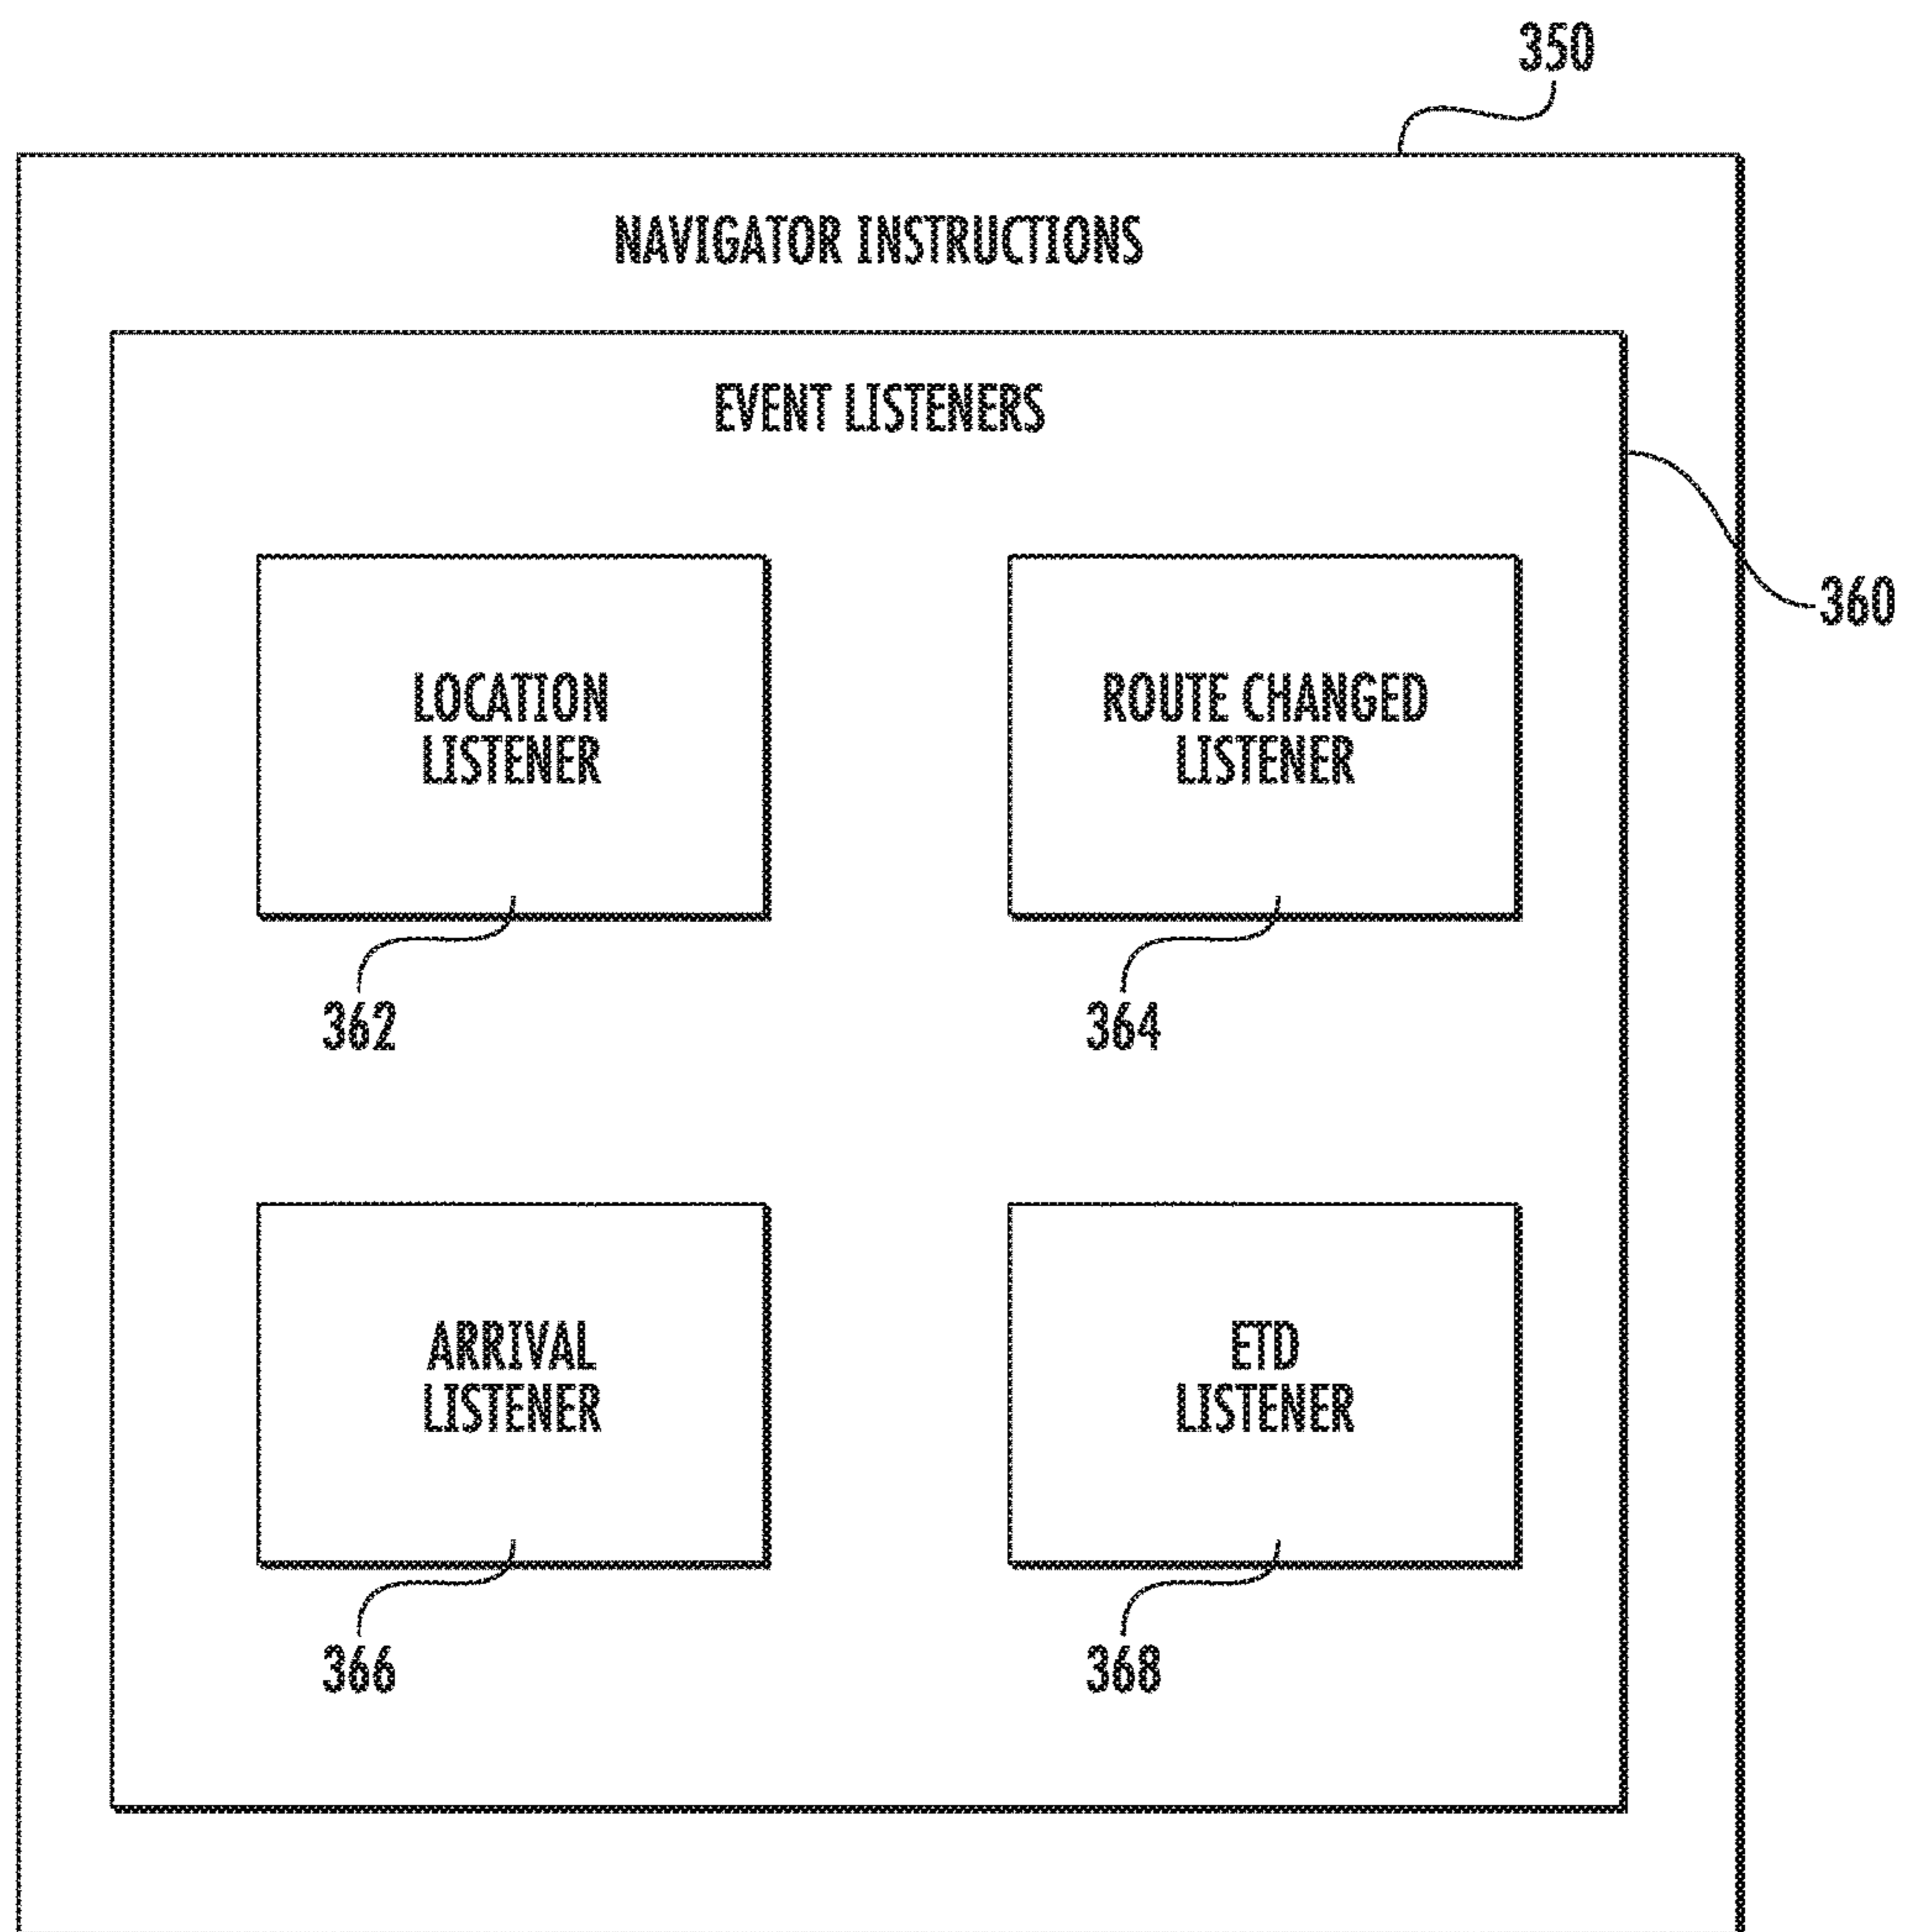 350
NAVIGATOR INSTRUCTIONS
EVENT LISTENERS
360
LOCATION
LISTENER
362
ROUTE CHANGED
LISTENER
364
ARRIVAL
LISTENER
366
ETD
LISTENER
368